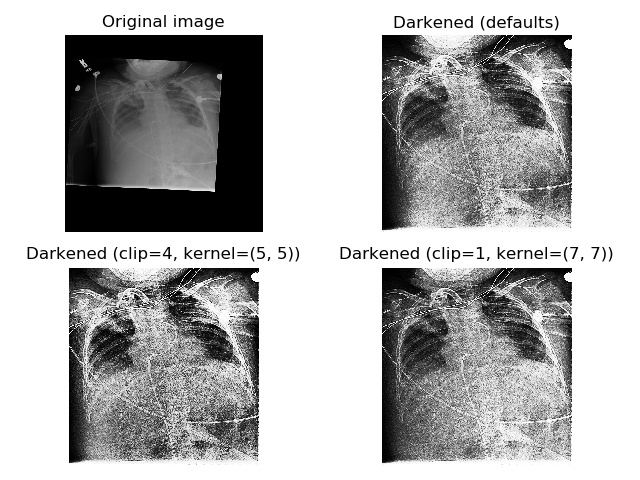 Original image
Darkened (defaults)
Darkened (clip=4, kernel=(5, 5))
Darkened (clip=1, kernel=(7, 7))